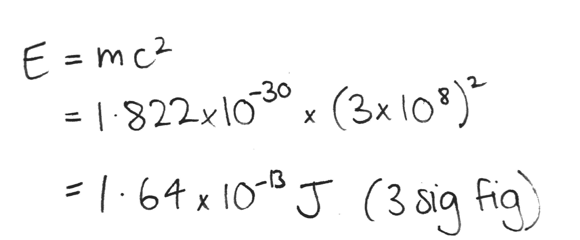 E = mc²
= 1·822×10⁻³⁰ × (3×10⁸)²
= 1·64 × 10⁻¹³ J (3 sig fig)